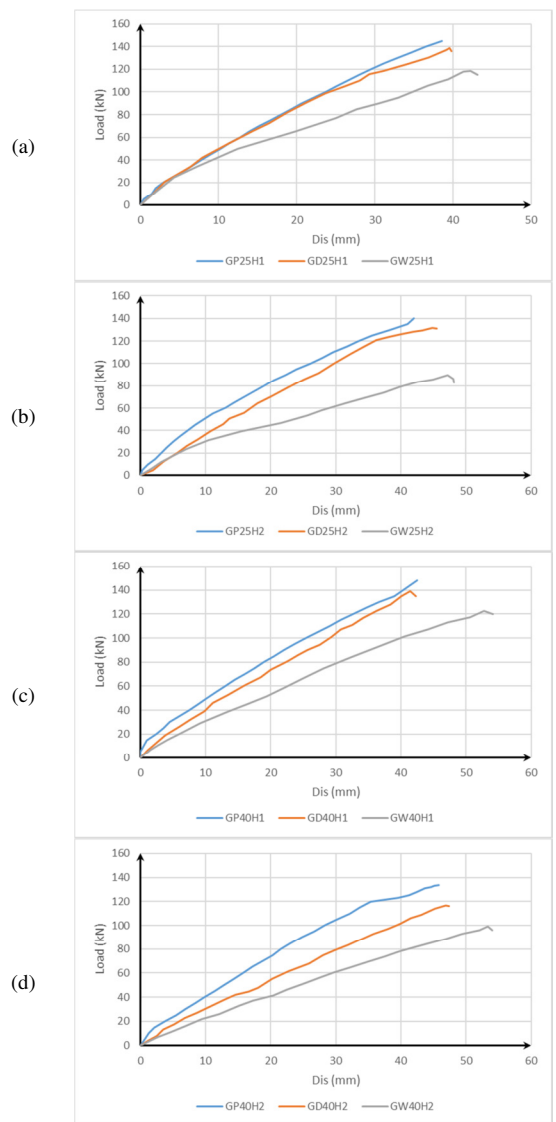 (a)
Load (kN)
160
140
120
100
80
60
40
20
0
0 10 20 30 40 50
Dis (mm)
GP25H1 GD25H1 GW25H1
(b)
Load (kN)
160
140
120
100
80
60
40
20
0
0 10 20 30 40 50 60
Dis (mm)
GP25H2 GD25H2 GW25H2
(c)
Load (kN)
160
140
120
100
80
60
40
20
0
0 10 20 30 40 50 60
Dis (mm)
GP40H1 GD40H1 GW40H1
(d)
Load (kN)
160
140
120
100
80
60
40
20
0
0 10 20 30 40 50 60
Dis (mm)
GP40H2 GD40H2 GW40H2